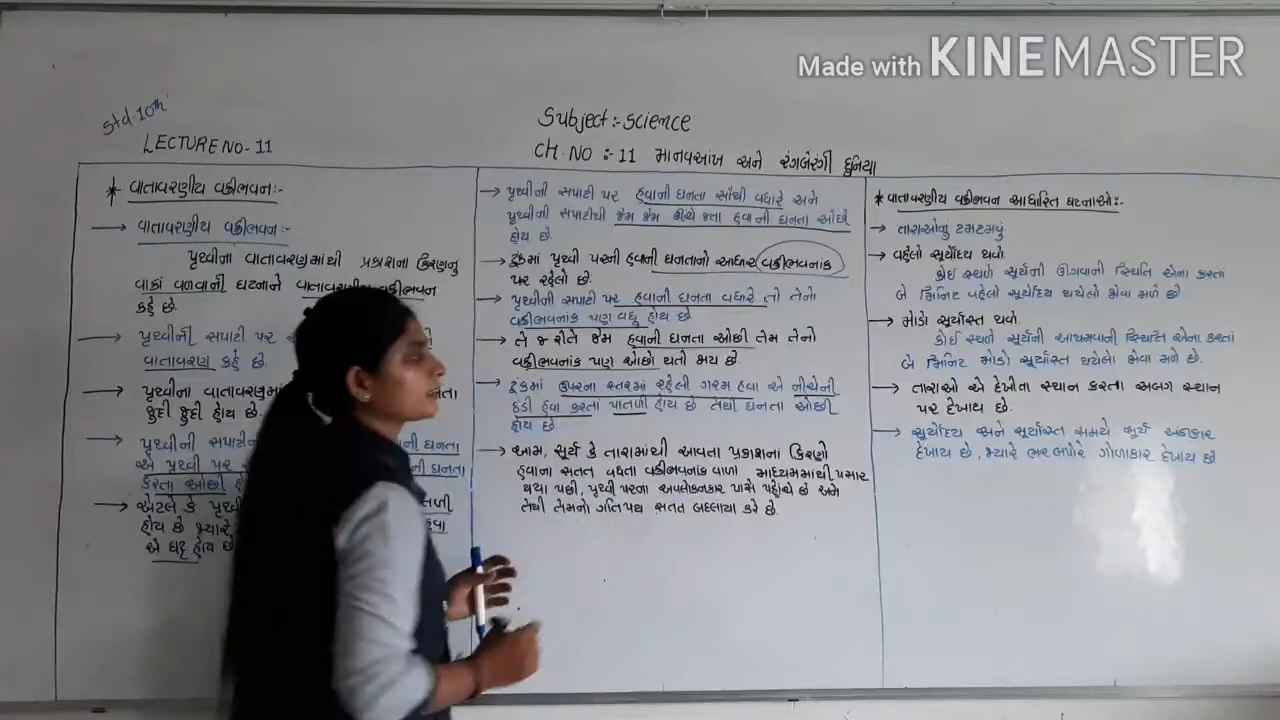 Made with KINEMASTER
Std-10th
LECTURE NO- 11
Subject:- science
CH. NO :- 11 માનવઆંખ અને રંગબેરંગી દુનિયા
* વાતાવરણીય વક્રીભવન:-
→ વાતાવરણીય વક્રીભવન:-
પૃથ્વીના વાતાવરણમાંથી પ્રકાશના કિરણનું
વાકાં વળવાની ઘટનાને વાતાવરણીય વક્રીભવન
કહે છે.
→ પૃથ્વીની સપાટી પર
વાતાવરણ કહે છે.
→ પૃથ્વીના વાતાવરણમાં
જુદી જુદી હોય છે.
→ પૃથ્વીની સપાટીન ની ઘનતા
એ પૃથ્વી પર ની ઘનતા
કરતા ઓછી
→ એટલે કે પૃથ્વી
હોય છે જ્યારે હવા
એ ઘટ્ટ હોય છે
→ પૃથ્વીની સપાટી પર હવાની ઘનતા સૌથી વધારે અને
પૃથ્વીની સપાટીથી જેમ જેમ ઊંચે જતા હવાની ઘનતા ઓછી
હોય છે.
→ ટૂંકમાં પૃથ્વી પરની હવાની ઘનતાનો આધાર વક્રીભવનાંક
પર રહેલો છે.
→ પૃથ્વીની સપાટી પર હવાની ઘનતા વધારે તો તેનો
વક્રીભવનાંક પણ વધુ હોય છે
→ તે જ રીતે જેમ હવાની ઘનતા ઓછી તેમ તેનો
વક્રીભવનાંક પણ ઓછો થતો જાય છે.
→ ટૂંકમાં ઉપરના સ્તરમાં રહેલી ગરમ હવા એ નીચેની
ઠંડી હવા કરતા પાતળી હોય છે તેથી ઘનતા ઓછી
હોય છે.
→ આમ, સૂર્ય કે તારામાંથી આવતા પ્રકાશનાં કિરણો
હવાના સતત વધતા વક્રીભવનાંક વાળા માધ્યમમાંથી પસાર
થયા પછી, પૃથ્વી પરના અવલોકનકાર પાસે પહોંચે છે અને
તેથી તેમનો ગતિપથ સતત બદલાયા કરે છે.
* વાતાવરણીય વક્રીભવન આધારિત ઘટનાઓ:-
→ તારાઓનું ટમટમવું
→ વહેલો સૂર્યોદય થવો.
કોઈ સ્થળે સૂર્યની ઊગવાની સ્થિતિ એના કરતાં
બે મિનિટ વહેલો સૂર્યોદય થયેલો જોવા મળે છે.
→ મોડો સૂર્યાસ્ત થવો.
કોઈ સ્થળે સૂર્યની આથમવાની સ્થિતિ એના કરતાં
બે મિનિટ મોડો સૂર્યાસ્ત થયેલો જોવા મળે છે.
→ તારાઓ એ દેખીતા સ્થાન કરતા અલગ સ્થાન
પર દેખાય છે.
→ સૂર્યોદય અને સૂર્યાસ્ત સમયે સૂર્ય અંડાકાર
દેખાય છે, જ્યારે ભરબપોરે ગોળાકાર દેખાય છે